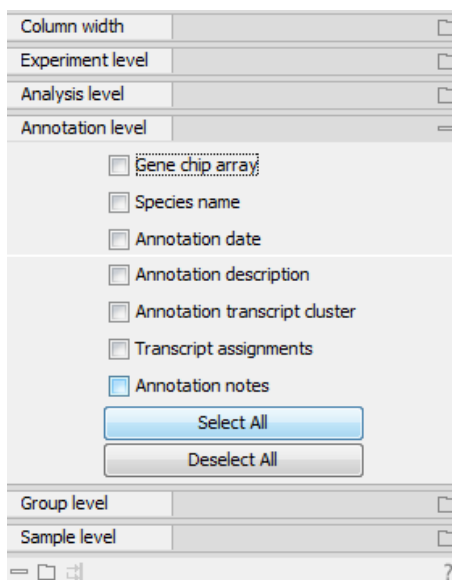 Column width
Experiment level
Analysis level
Annotation level
Gene chip array
Species name
Annotation date
Annotation description
Annotation transcript cluster
Transcript assignments
Annotation notes
Select All
Deselect All
Group level
Sample level
?